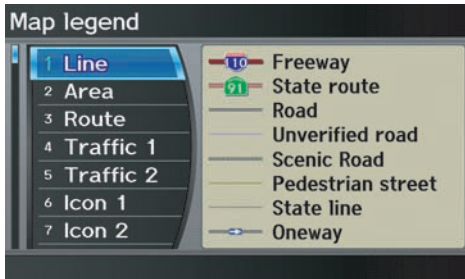 Map legend
1 Line
2 Area
3 Route
4 Traffic 1
5 Traffic 2
6 Icon 1
7 Icon 2
110 Freeway
91 State route
Road
Unverified road
Scenic Road
Pedestrian street
State line
Oneway